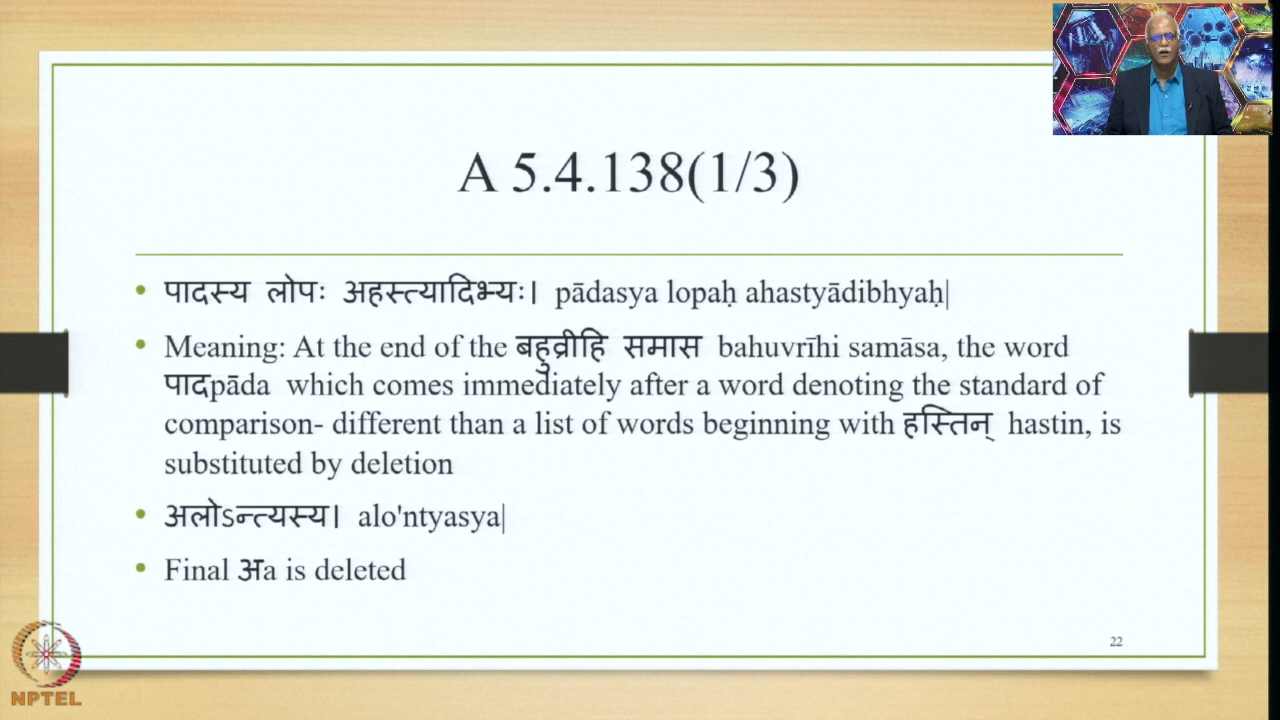 A 5.4.138(1/3)
• पादस्य लोपः अहस्त्यादिभ्यः। pādasya lopaḥ ahastyādibhyaḥ|
• Meaning: At the end of the बहुव्रीहि समास bahuvrīhi samāsa, the word
पादpāda which comes immediately after a word denoting the standard of
comparison- different than a list of words beginning with हस्तिन् hastin, is
substituted by deletion
• अलोऽन्त्यस्य। alo'ntyasya|
• Final अa is deleted
22
NPTEL